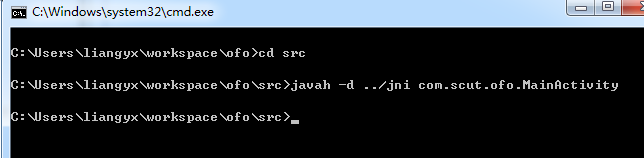 C:\Windows\system32\cmd.exe
C:\Users\liangyx\workspace\ofo>cd src
C:\Users\liangyx\workspace\ofo\src>javah -d ../jni com.scut.ofo.MainActivity
C:\Users\liangyx\workspace\ofo\src>_